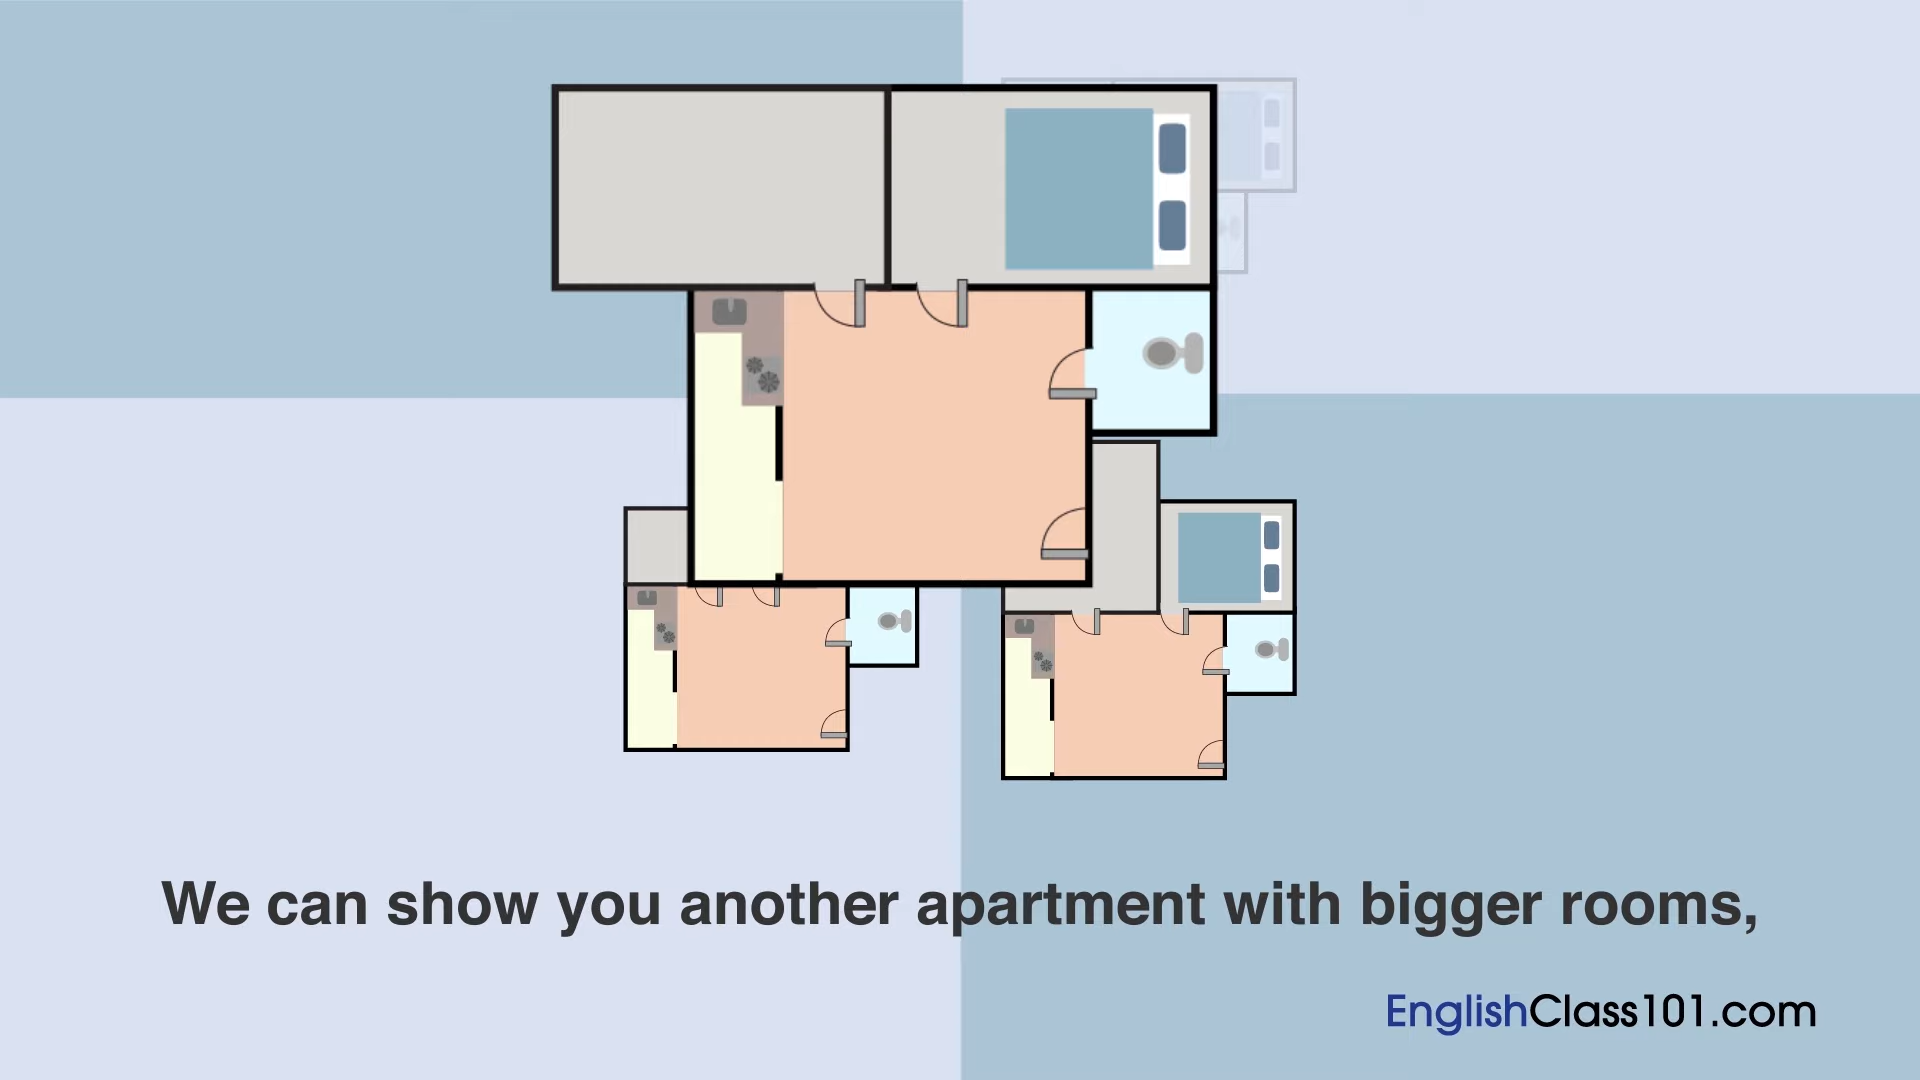 We can show you another apartment with bigger rooms,
EnglishClass101.com